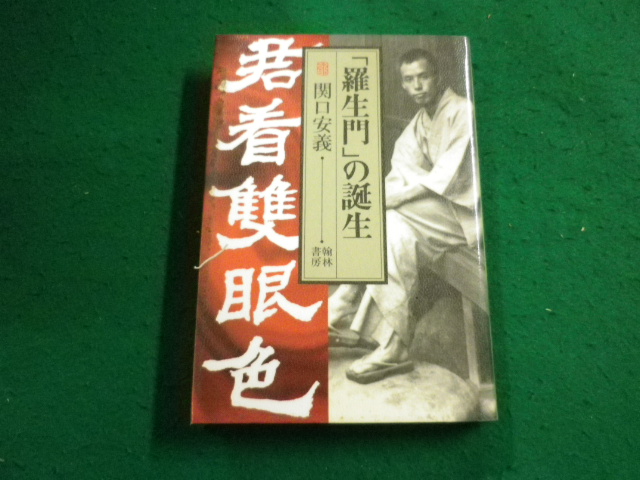 「羅生門」の誕生
関口安義
翰林
書房
君看雙眼色